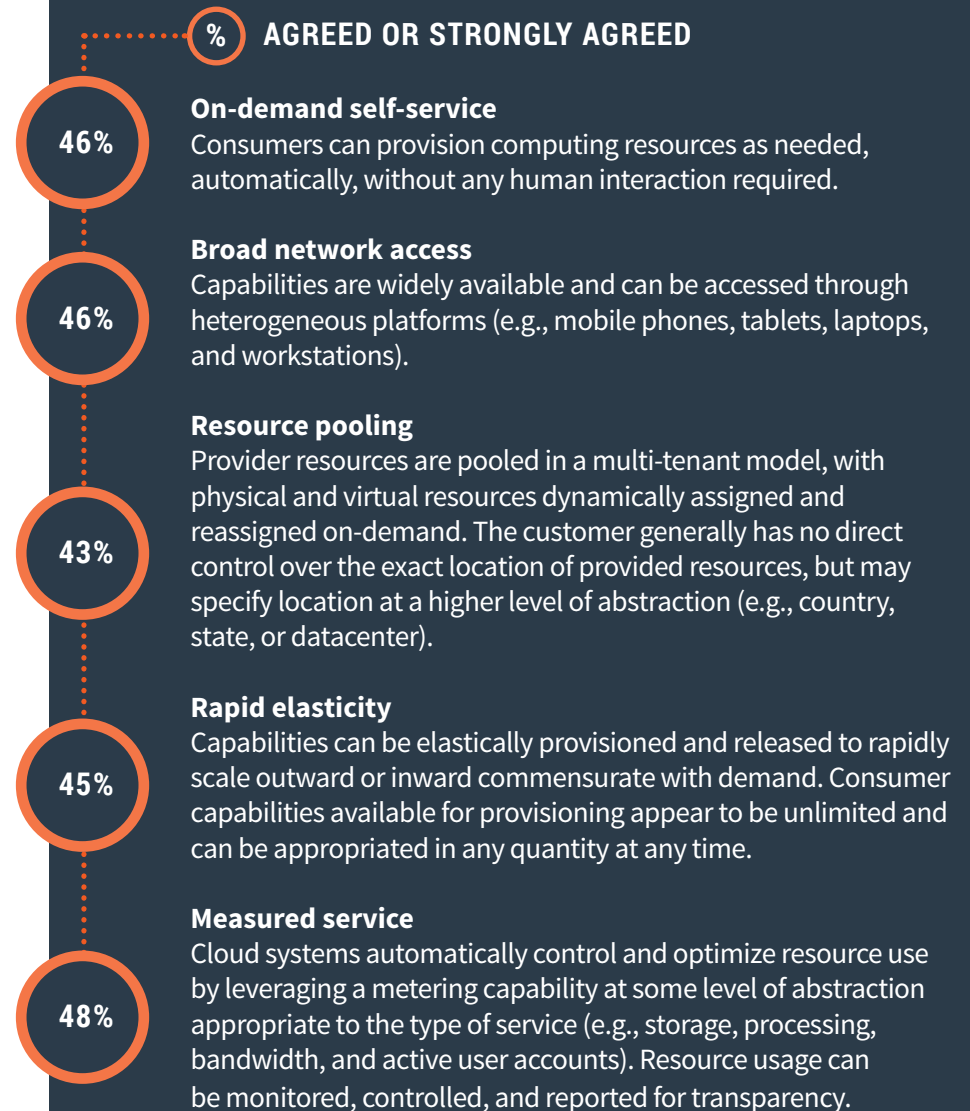 % AGREED OR STRONGLY AGREED
46%
On-demand self-service
Consumers can provision computing resources as needed,
automatically, without any human interaction required.
46%
Broad network access
Capabilities are widely available and can be accessed through
heterogeneous platforms (e.g., mobile phones, tablets, laptops,
and workstations).
43%
Resource pooling
Provider resources are pooled in a multi-tenant model, with
physical and virtual resources dynamically assigned and
reassigned on-demand. The customer generally has no direct
control over the exact location of provided resources, but may
specify location at a higher level of abstraction (e.g., country,
state, or datacenter).
45%
Rapid elasticity
Capabilities can be elastically provisioned and released to rapidly
scale outward or inward commensurate with demand. Consumer
capabilities available for provisioning appear to be unlimited and
can be appropriated in any quantity at any time.
48%
Measured service
Cloud systems automatically control and optimize resource use
by leveraging a metering capability at some level of abstraction
appropriate to the type of service (e.g., storage, processing,
bandwidth, and active user accounts). Resource usage can
be monitored, controlled, and reported for transparency.